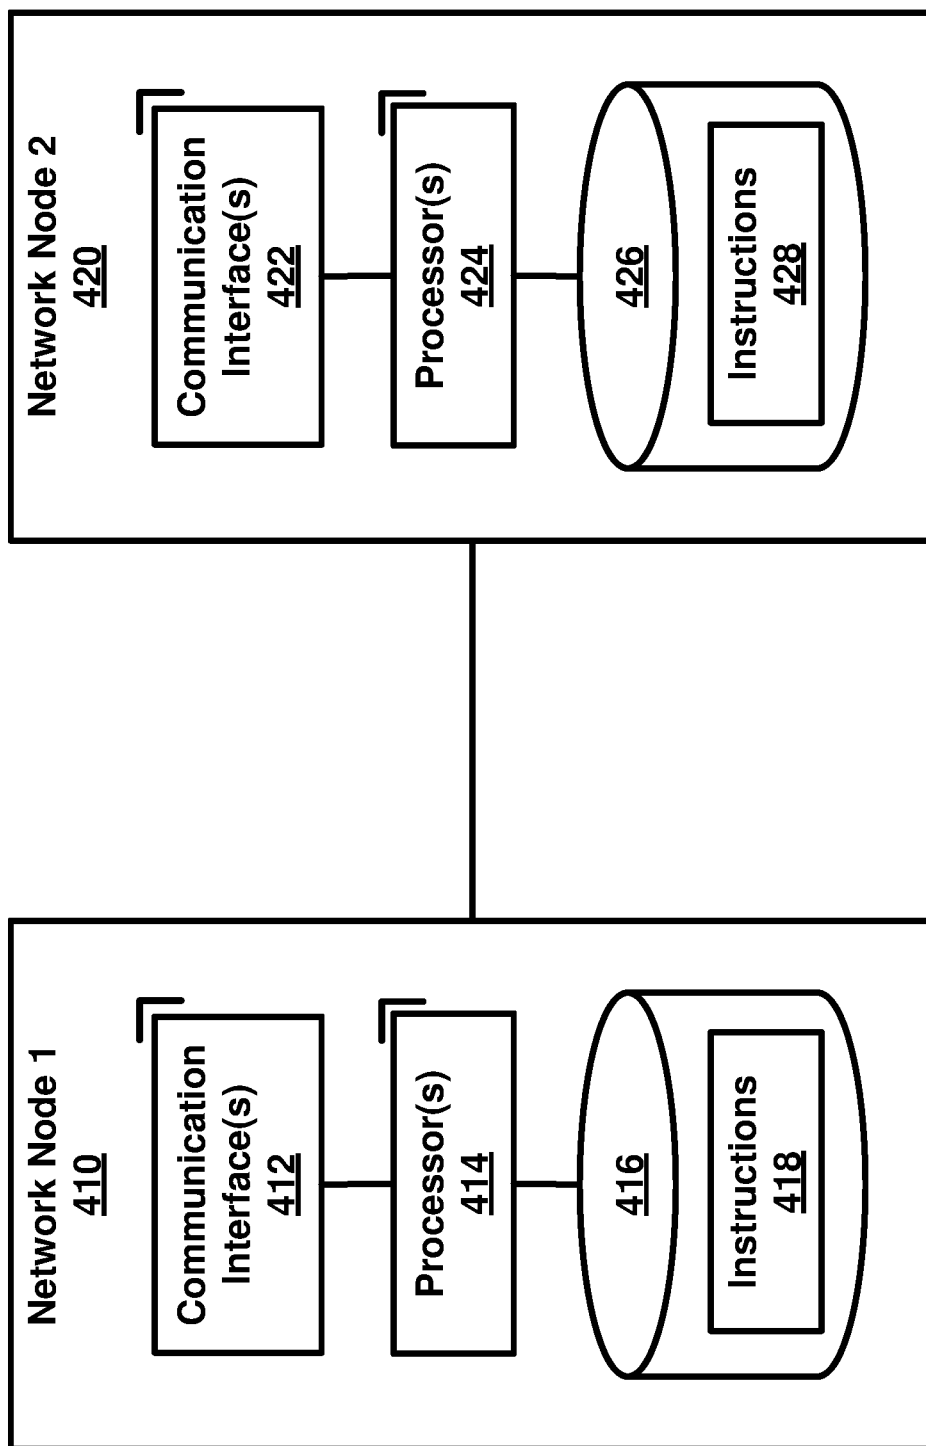 Network Node 1
410
Communication
Interface(s)
412
Processor(s)
414
416
Instructions
418
Network Node 2
420
Communication
Interface(s)
422
Processor(s)
424
426
Instructions
428